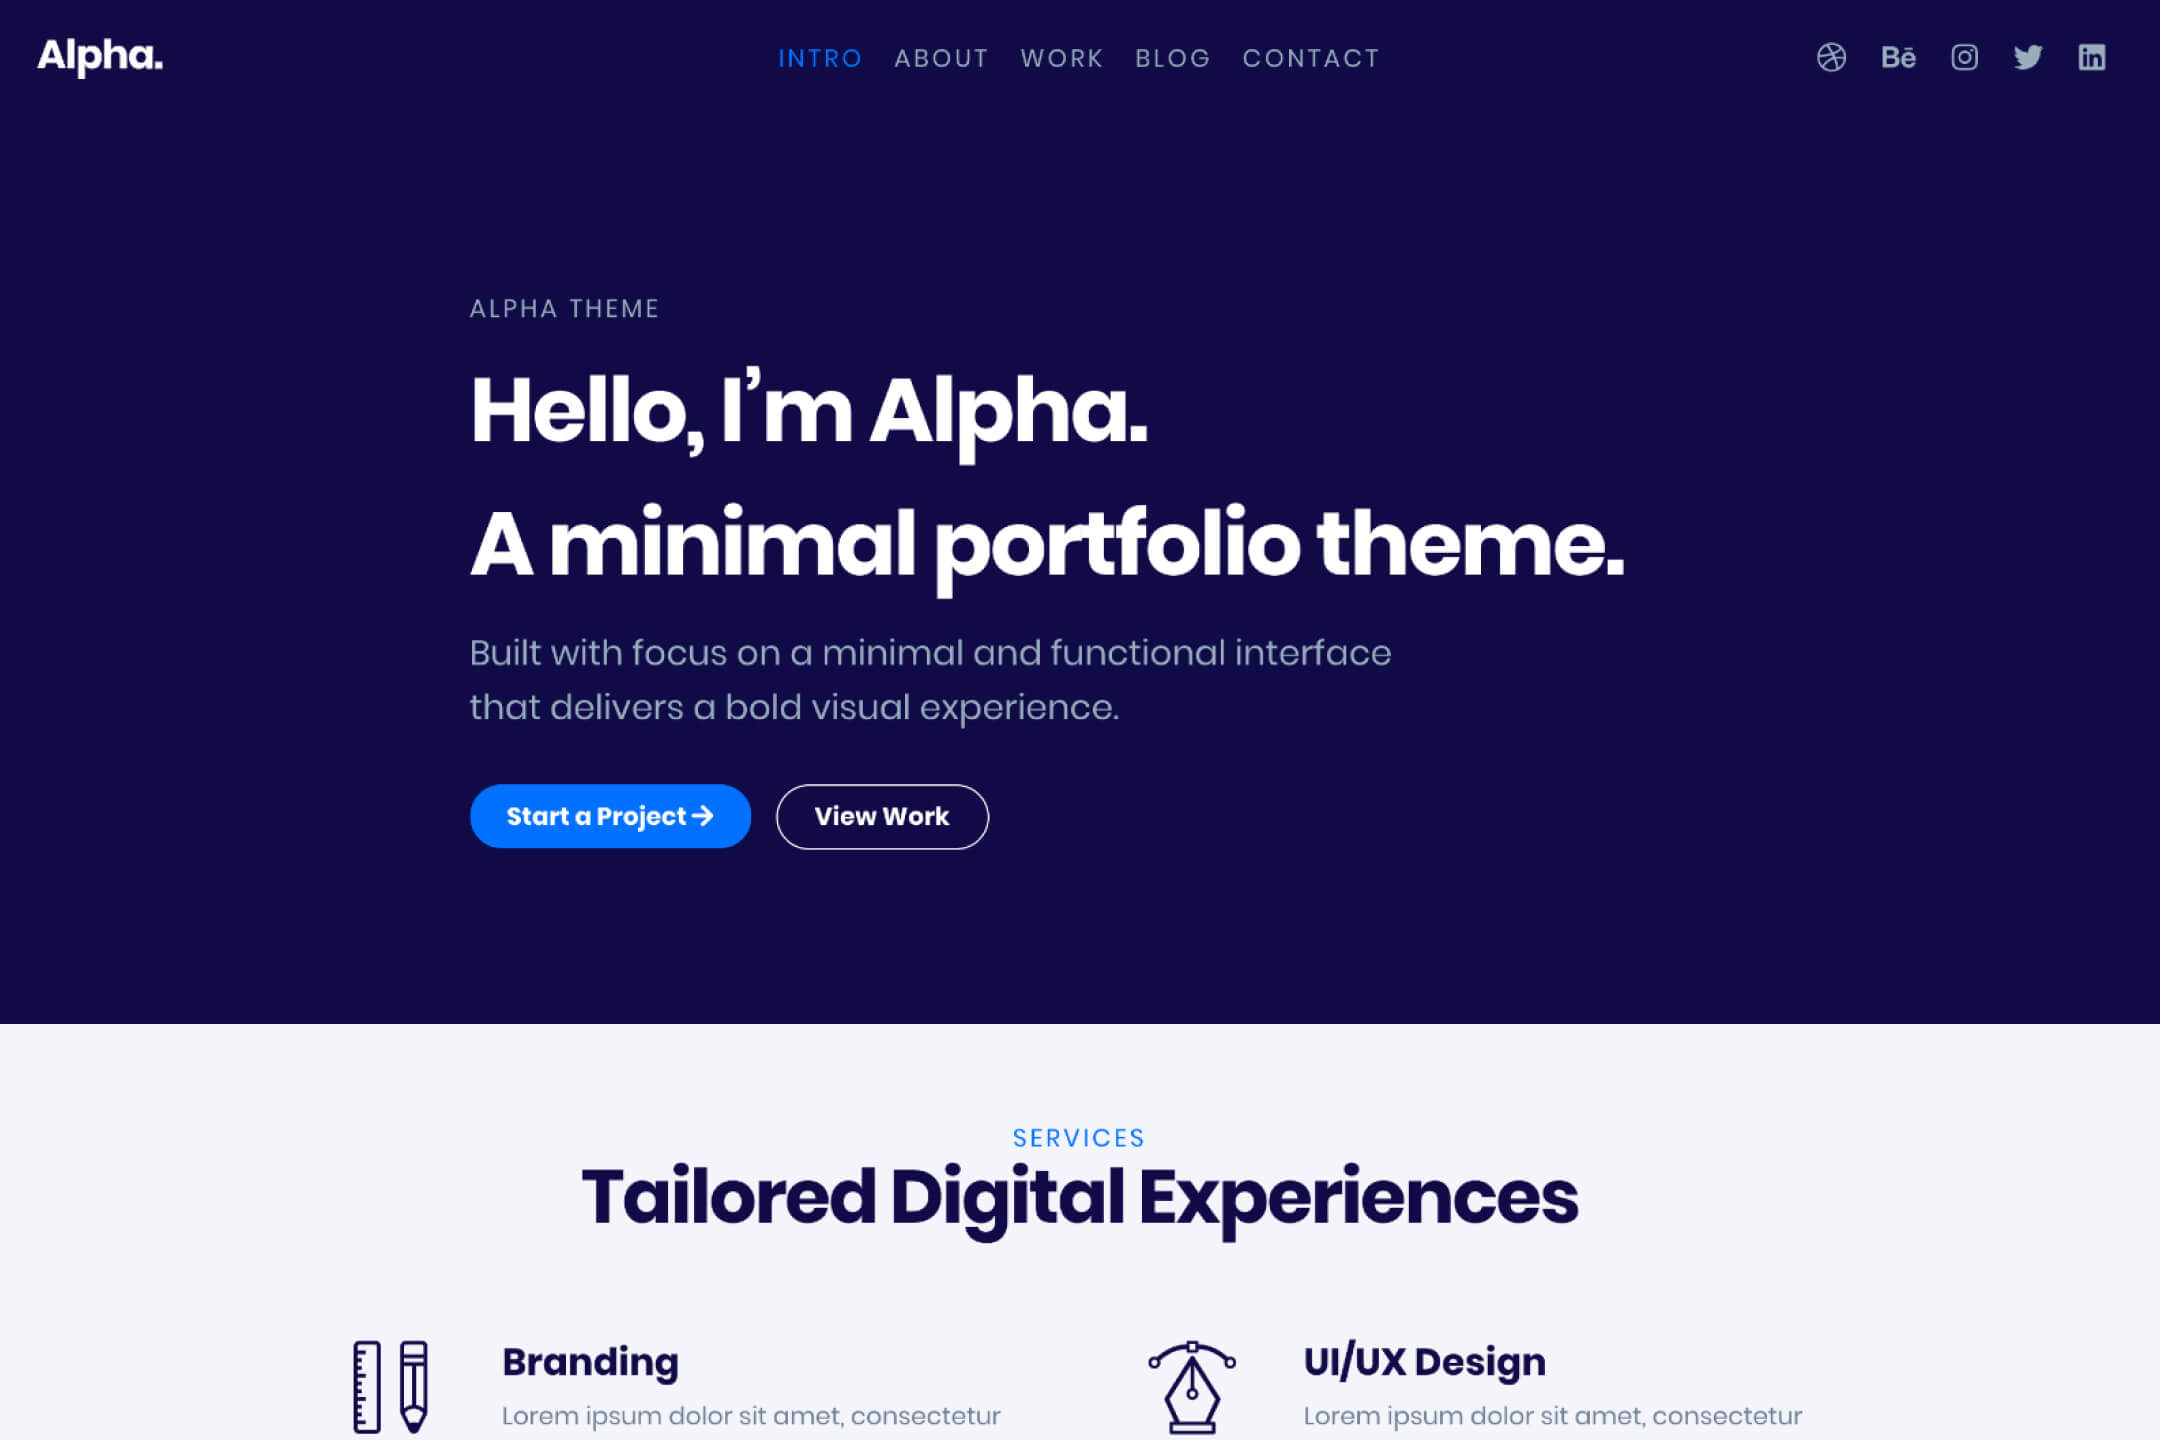 Alpha.
INTRO ABOUT WORK BLOG CONTACT
Bē
in
ALPHA THEME
Hello, I’m Alpha.
A minimal portfolio theme.
Built with focus on a minimal and functional interface
that delivers a bold visual experience.
Start a Project →
View Work
SERVICES
Tailored Digital Experiences
Branding
Lorem ipsum dolor sit amet, consectetur
UI/UX Design
Lorem ipsum dolor sit amet, consectetur